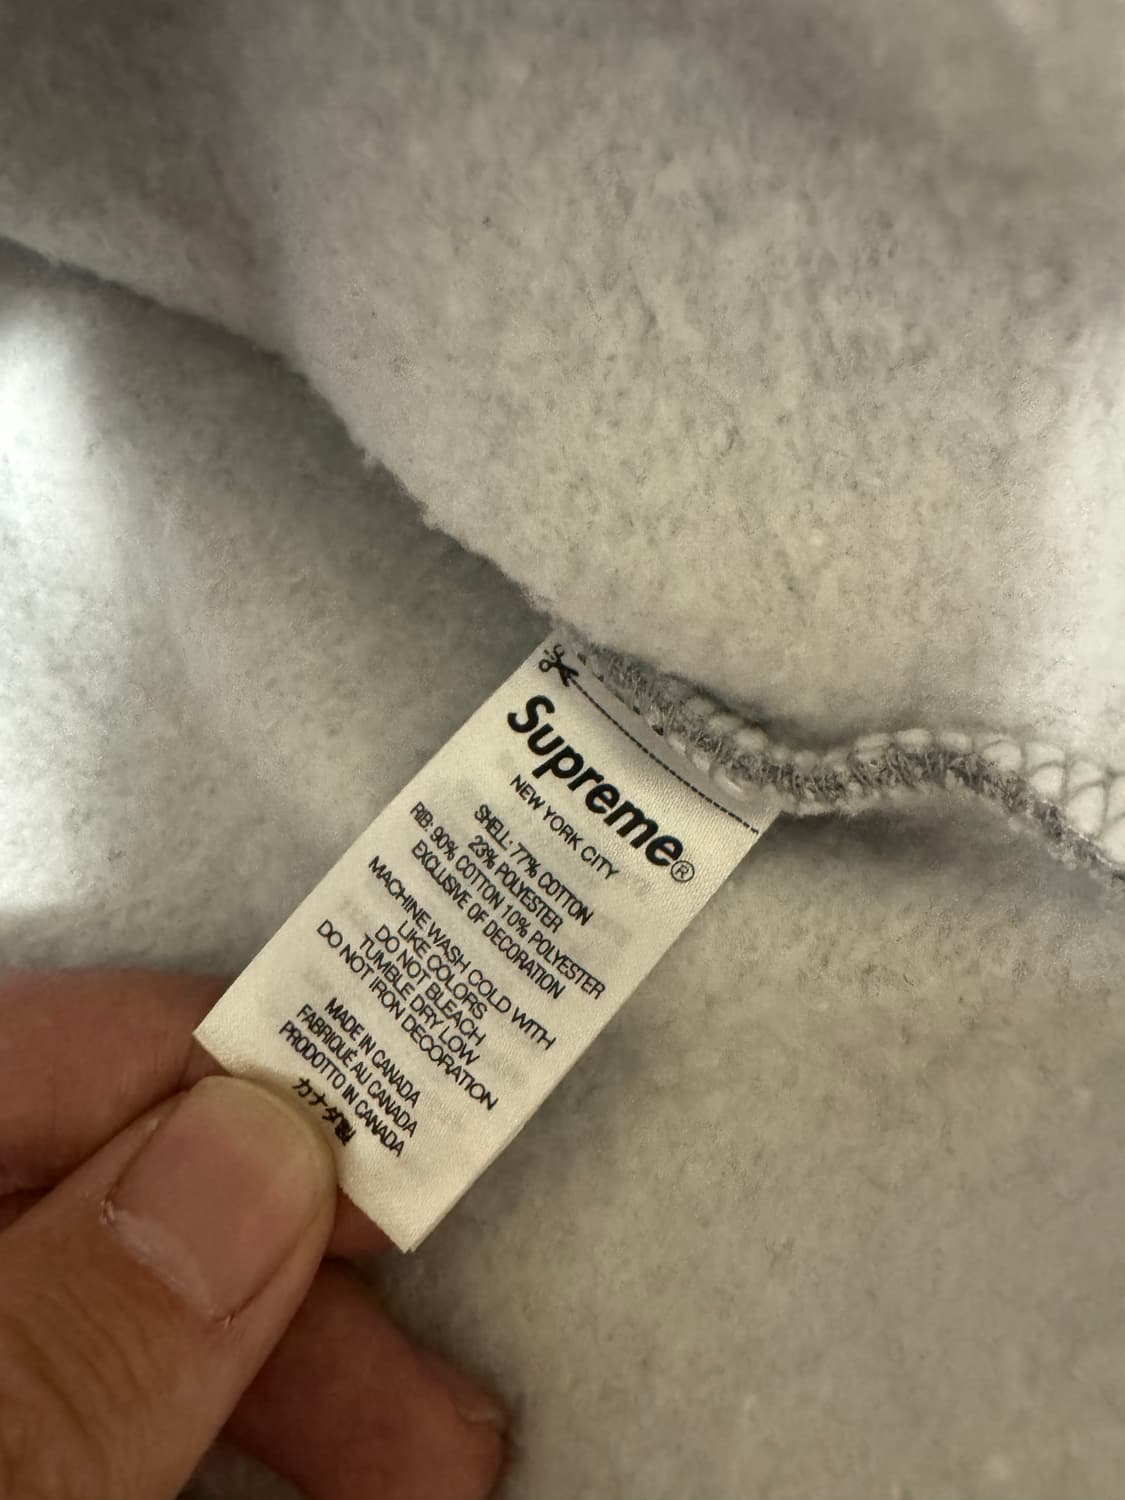 Supreme®
NEW YORK CITY
SHELL: 77% COTTON
23% POLYESTER
RIB: 90% COTTON 10% POLYESTER
EXCLUSIVE OF DECORATION
MACHINE WASH COLD WITH
LIKE COLORS
DO NOT BLEACH
TUMBLE DRY LOW
DO NOT IRON DECORATION
MADE IN CANADA
FABRIQUÉ AU CANADA
PRODOTTO IN CANADA
カナダ製